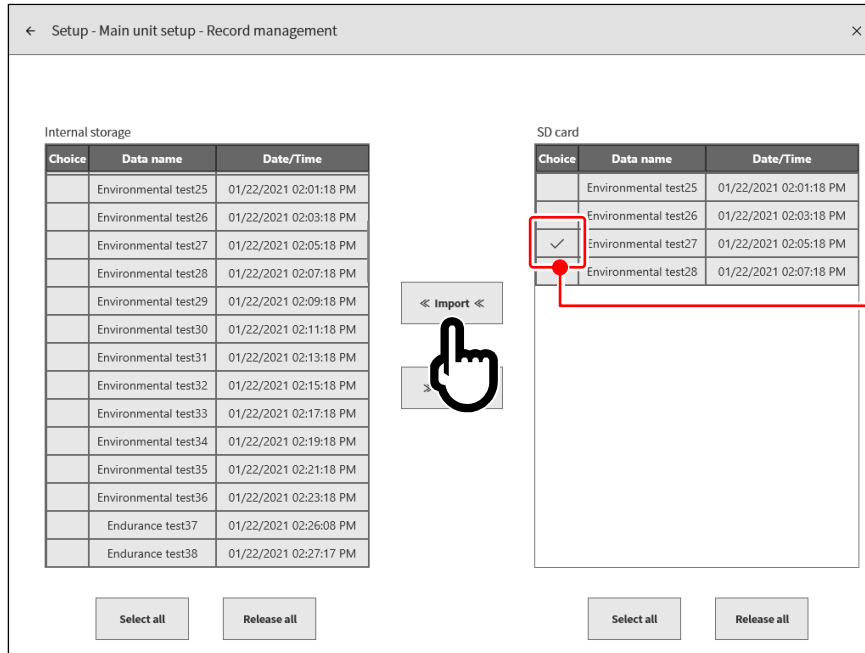 ← Setup - Main unit setup - Record management ×
Internal storage
Choice Data name Date/Time
Environmental test25 01/22/2021 02:01:18 PM
Environmental test26 01/22/2021 02:03:18 PM
Environmental test27 01/22/2021 02:05:18 PM
Environmental test28 01/22/2021 02:07:18 PM
Environmental test29 01/22/2021 02:09:18 PM
Environmental test30 01/22/2021 02:11:18 PM
Environmental test31 01/22/2021 02:13:18 PM
Environmental test32 01/22/2021 02:15:18 PM
Environmental test33 01/22/2021 02:17:18 PM
Environmental test34 01/22/2021 02:19:18 PM
Environmental test35 01/22/2021 02:21:18 PM
Environmental test36 01/22/2021 02:23:18 PM
Endurance test37 01/22/2021 02:26:08 PM
Endurance test38 01/22/2021 02:27:17 PM
Select all Release all
≪ Import ≪
SD card
Choice Data name Date/Time
Environmental test25 01/22/2021 02:01:18 PM
Environmental test26 01/22/2021 02:03:18 PM
✓ Environmental test27 01/22/2021 02:05:18 PM
Environmental test28 01/22/2021 02:07:18 PM
Select all Release all